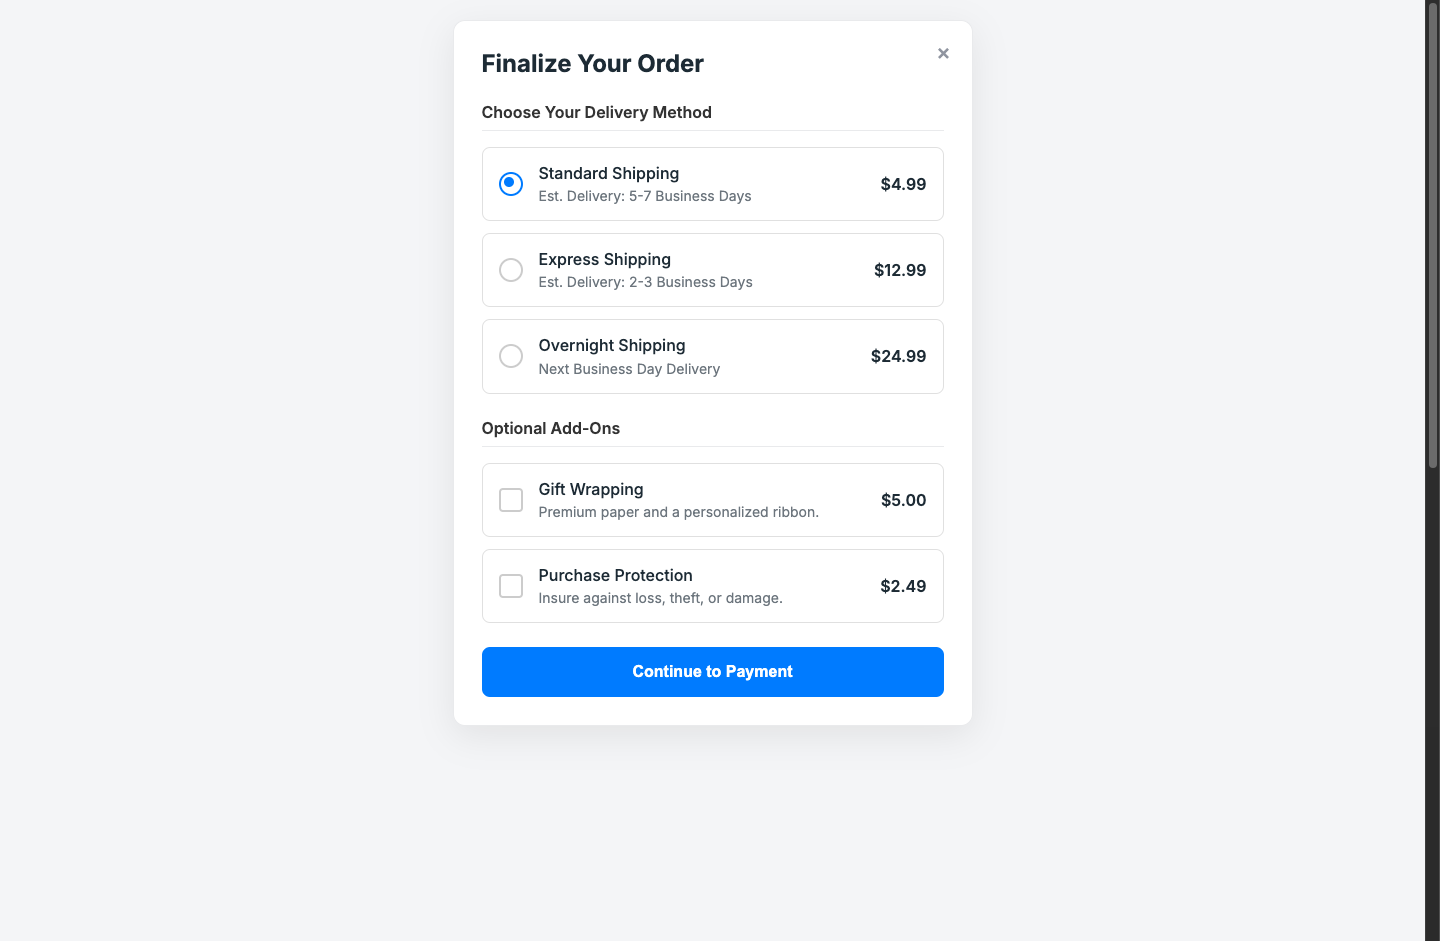 Finalize Your Order
×
Choose Your Delivery Method
Standard Shipping
Est. Delivery: 5-7 Business Days
$4.99
Express Shipping
Est. Delivery: 2-3 Business Days
$12.99
Overnight Shipping
Next Business Day Delivery
$24.99
Optional Add-Ons
Gift Wrapping
Premium paper and a personalized ribbon.
$5.00
Purchase Protection
Insure against loss, theft, or damage.
$2.49
Continue to Payment